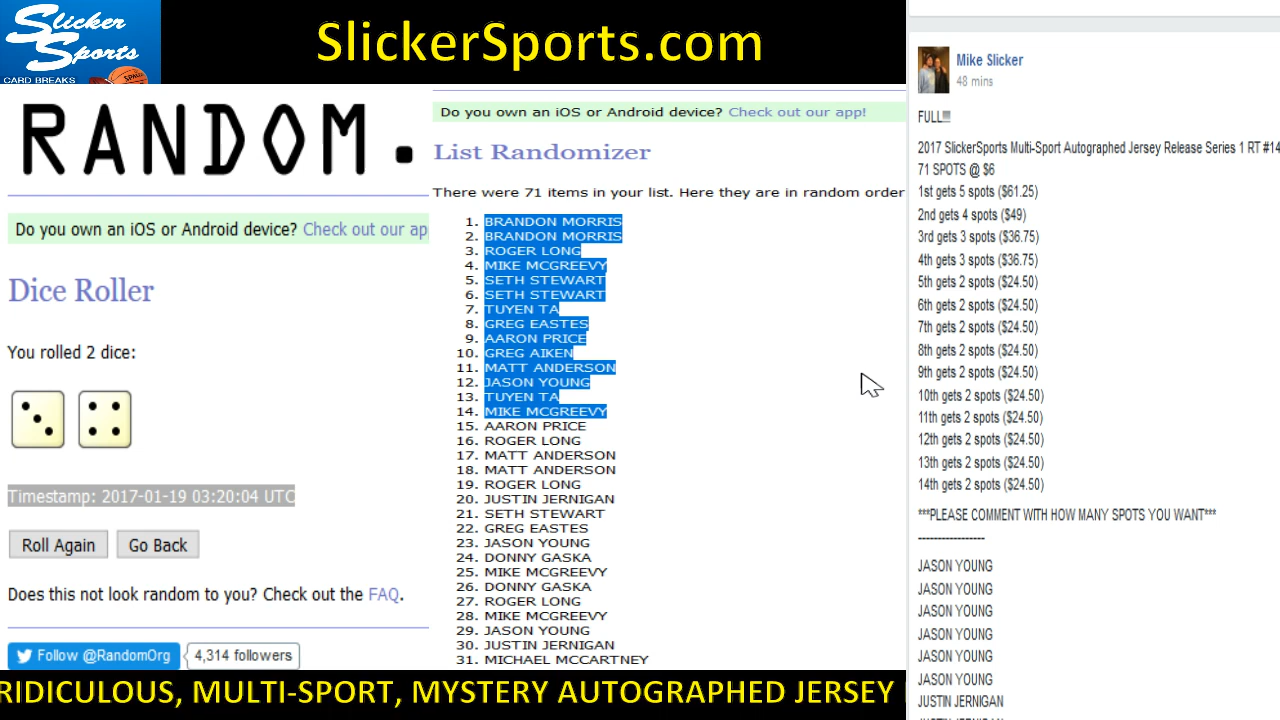 Slicker
Sports
CARD BREAKS
SlickerSports.com
RANDOM.
Do you own an iOS or Android device? Check out our ap
Dice Roller
You rolled 2 dice:
Timestamp: 2017-01-19 03:20:04 UTC
Roll Again
Go Back
Does this not look random to you? Check out the FAQ.
Follow @RandomOrg
4,314 followers
Do you own an iOS or Android device? Check out our app!
List Randomizer
There were 71 items in your list. Here they are in random order
1. BRANDON MORRIS
2. BRANDON MORRIS
3. ROGER LONG
4. MIKE MCGREEVY
5. SETH STEWART
6. SETH STEWART
7. TUYEN TA
8. GREG EASTES
9. AARON PRICE
10. GREG AIKEN
11. MATT ANDERSON
12. JASON YOUNG
13. TUYEN TA
14. MIKE MCGREEVY
15. AARON PRICE
16. ROGER LONG
17. MATT ANDERSON
18. MATT ANDERSON
19. ROGER LONG
20. JUSTIN JERNIGAN
21. SETH STEWART
22. GREG EASTES
23. JASON YOUNG
24. DONNY GASKA
25. MIKE MCGREEVY
26. DONNY GASKA
27. ROGER LONG
28. MIKE MCGREEVY
29. JASON YOUNG
30. JUSTIN JERNIGAN
31. MICHAEL MCCARTNEY
RIDICULOUS, MULTI-SPORT, MYSTERY AUTOGRAPHED JERSEY
Mike Slicker
48 mins
FULL!!!!
2017 SlickerSports Multi-Sport Autographed Jersey Release Series 1 RT #14
71 SPOTS @ $6
1st gets 5 spots ($61.25)
2nd gets 4 spots ($49)
3rd gets 3 spots ($36.75)
4th gets 3 spots ($36.75)
5th gets 2 spots ($24.50)
6th gets 2 spots ($24.50)
7th gets 2 spots ($24.50)
8th gets 2 spots ($24.50)
9th gets 2 spots ($24.50)
10th gets 2 spots ($24.50)
11th gets 2 spots ($24.50)
12th gets 2 spots ($24.50)
13th gets 2 spots ($24.50)
14th gets 2 spots ($24.50)
***PLEASE COMMENT WITH HOW MANY SPOTS YOU WANT***
-----------------
JASON YOUNG
JASON YOUNG
JASON YOUNG
JASON YOUNG
JASON YOUNG
JASON YOUNG
JUSTIN JERNIGAN